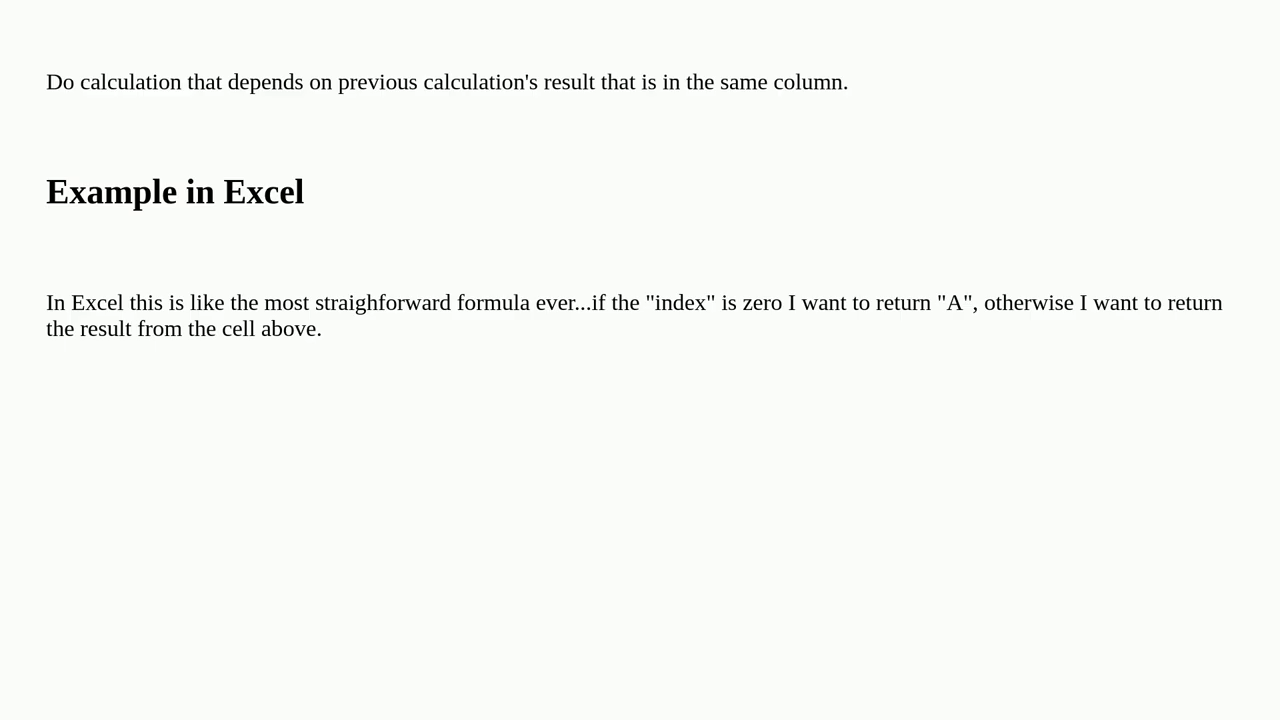 Do calculation that depends on previous calculation's result that is in the same column.
Example in Excel
In Excel this is like the most straighforward formula ever...if the "index" is zero I want to return "A", otherwise I want to return
the result from the cell above.